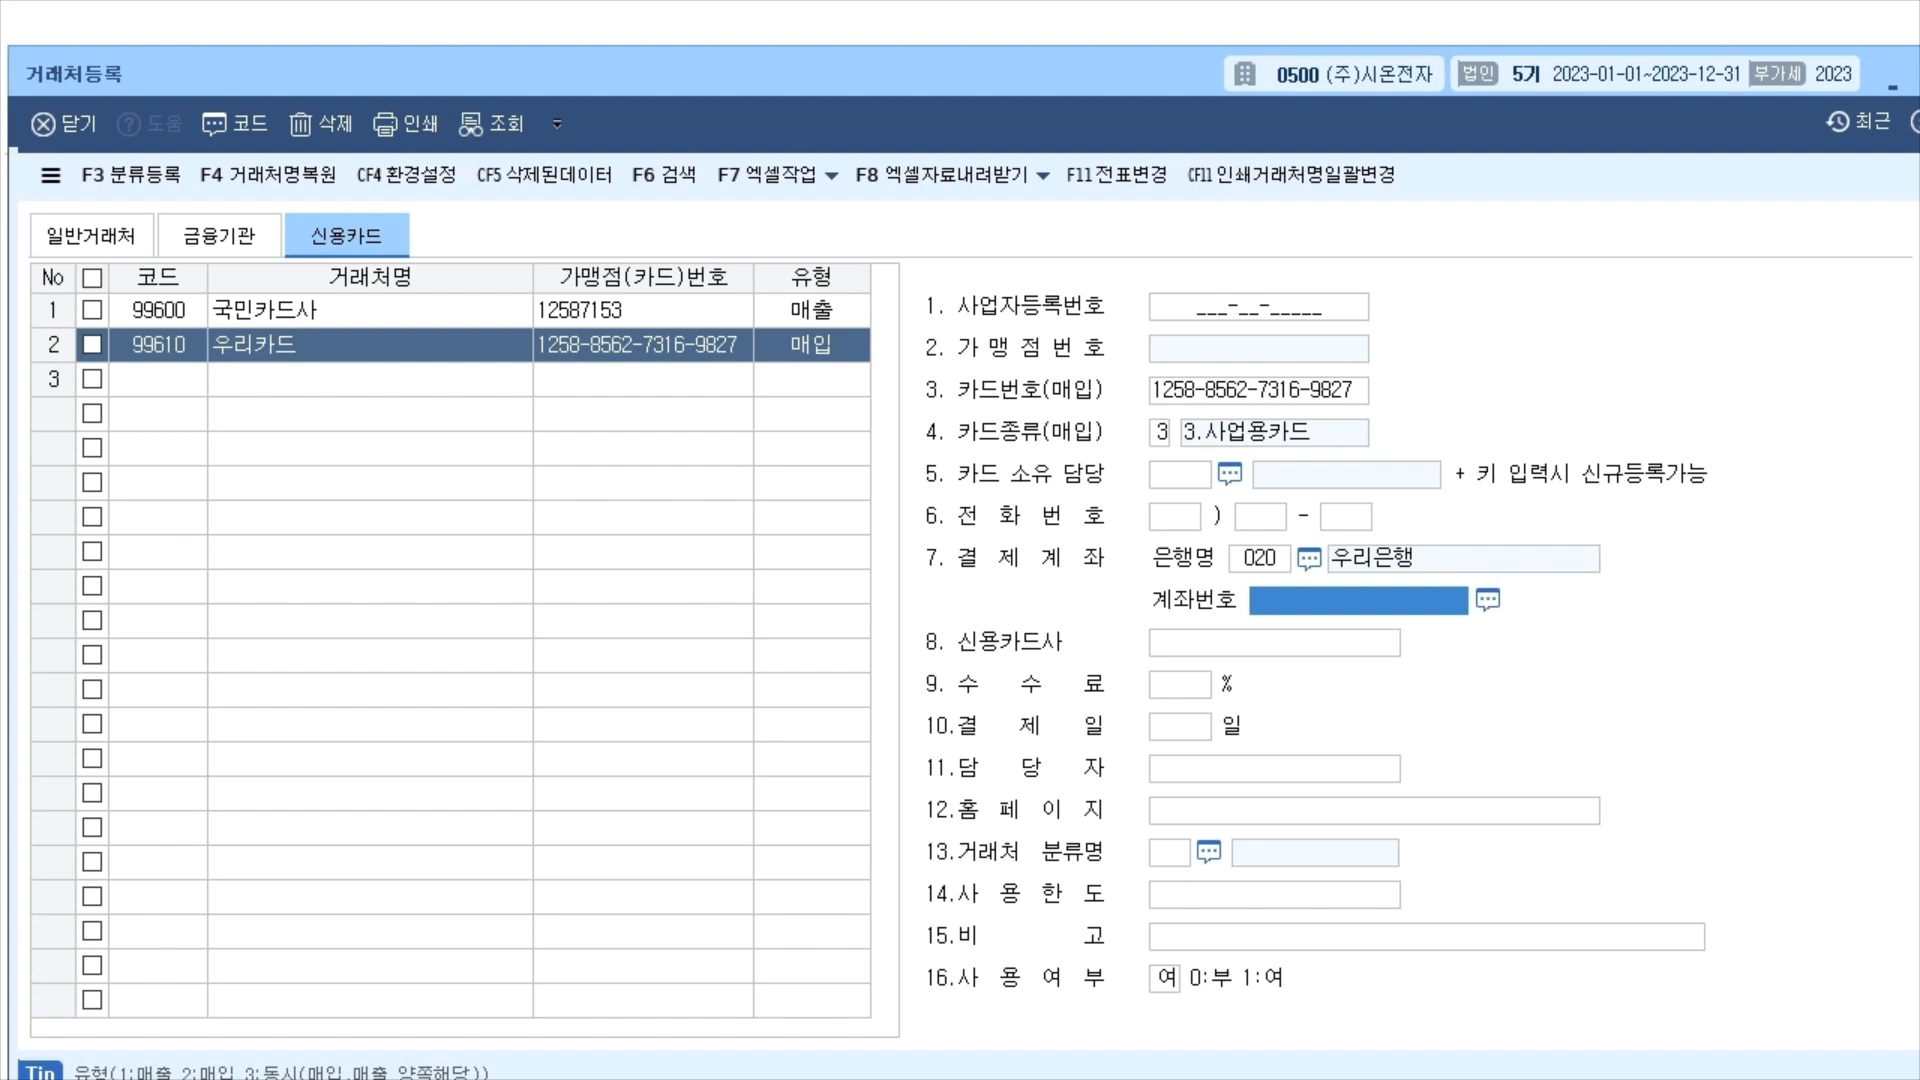 거래처등록 0500 (주)시온전자 법인 5기 2023-01-01~2023-12-31 부가세 2023
닫기 도움 코드 삭제 인쇄 조회 최근
F3 분류등록 F4 거래처명복원 CF4 환경설정 CF5 삭제된데이터 F6 검색 F7 엑셀작업 F8 엑셀자료내려받기 F11 전표변경 CF11 인쇄거래처명일괄변경
일반거래처 금융기관 신용카드
No 코드 거래처명 가맹점(카드)번호 유형
1 99600 국민카드사 12587153 매출
2 99610 우리카드 1258-8562-7316-9827 매입
3
1. 사업자등록번호 ___-__-_____
2. 가 맹 점 번 호
3. 카드번호(매입) 1258-8562-7316-9827
4. 카드종류(매입) 3 3.사업용카드
5. 카드 소유 담당 + 키 입력시 신규등록가능
6. 전 화 번 호 ) -
7. 결 제 계 좌 은행명 020 우리은행
계좌번호
8. 신용카드사
9. 수 수 료 %
10.결 제 일 일
11.담 당 자
12.홈 페 이 지
13.거래처 분류명
14.사 용 한 도
15.비 고
16.사 용 여 부 여 0:부 1:여
Tip 유형(1:매출 2:매입 3:동시(매입,매출 양쪽해당))